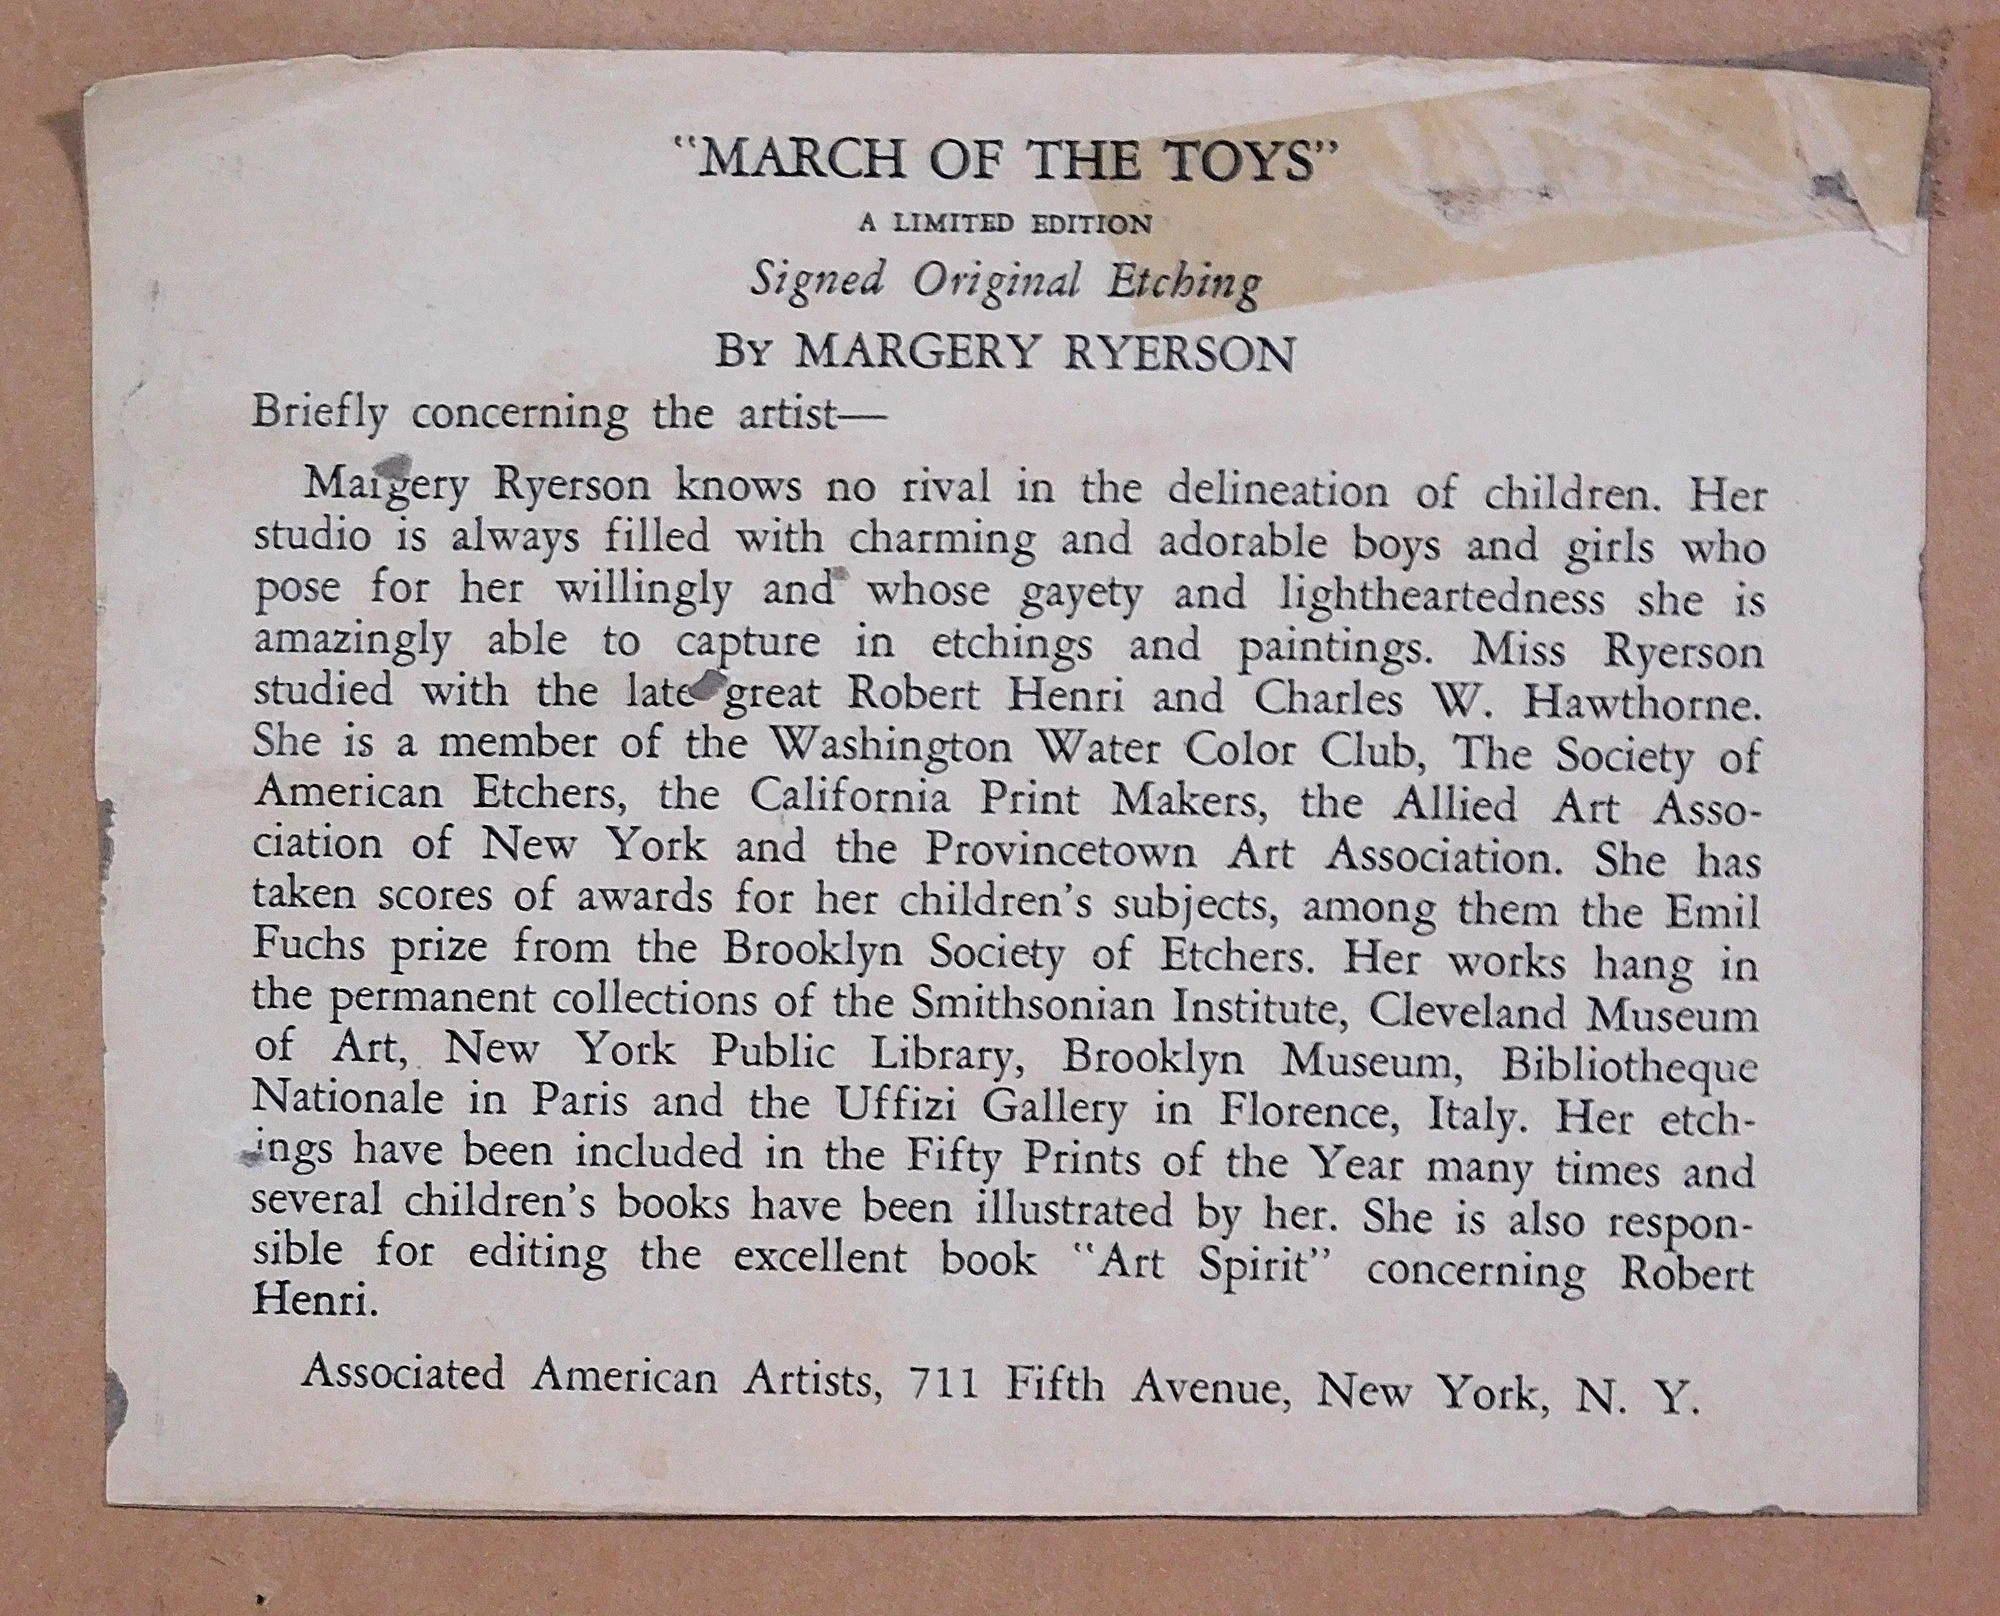 “MARCH OF THE TOYS”
A LIMITED EDITION
Signed Original Etching
By MARGERY RYERSON
Briefly concerning the artist—
Margery Ryerson knows no rival in the delineation of children. Her
studio is always filled with charming and adorable boys and girls who
pose for her willingly and whose gayety and lightheartedness she is
amazingly able to capture in etchings and paintings. Miss Ryerson
studied with the late great Robert Henri and Charles W. Hawthorne.
She is a member of the Washington Water Color Club, The Society of
American Etchers, the California Print Makers, the Allied Art Asso-
ciation of New York and the Provincetown Art Association. She has
taken scores of awards for her children’s subjects, among them the Emil
Fuchs prize from the Brooklyn Society of Etchers. Her works hang in
the permanent collections of the Smithsonian Institute, Cleveland Museum
of Art, New York Public Library, Brooklyn Museum, Bibliotheque
Nationale in Paris and the Uffizi Gallery in Florence, Italy. Her etch-
ings have been included in the Fifty Prints of the Year many times and
several children’s books have been illustrated by her. She is also respon-
sible for editing the excellent book “Art Spirit” concerning Robert
Henri.
Associated American Artists, 711 Fifth Avenue, New York, N. Y.